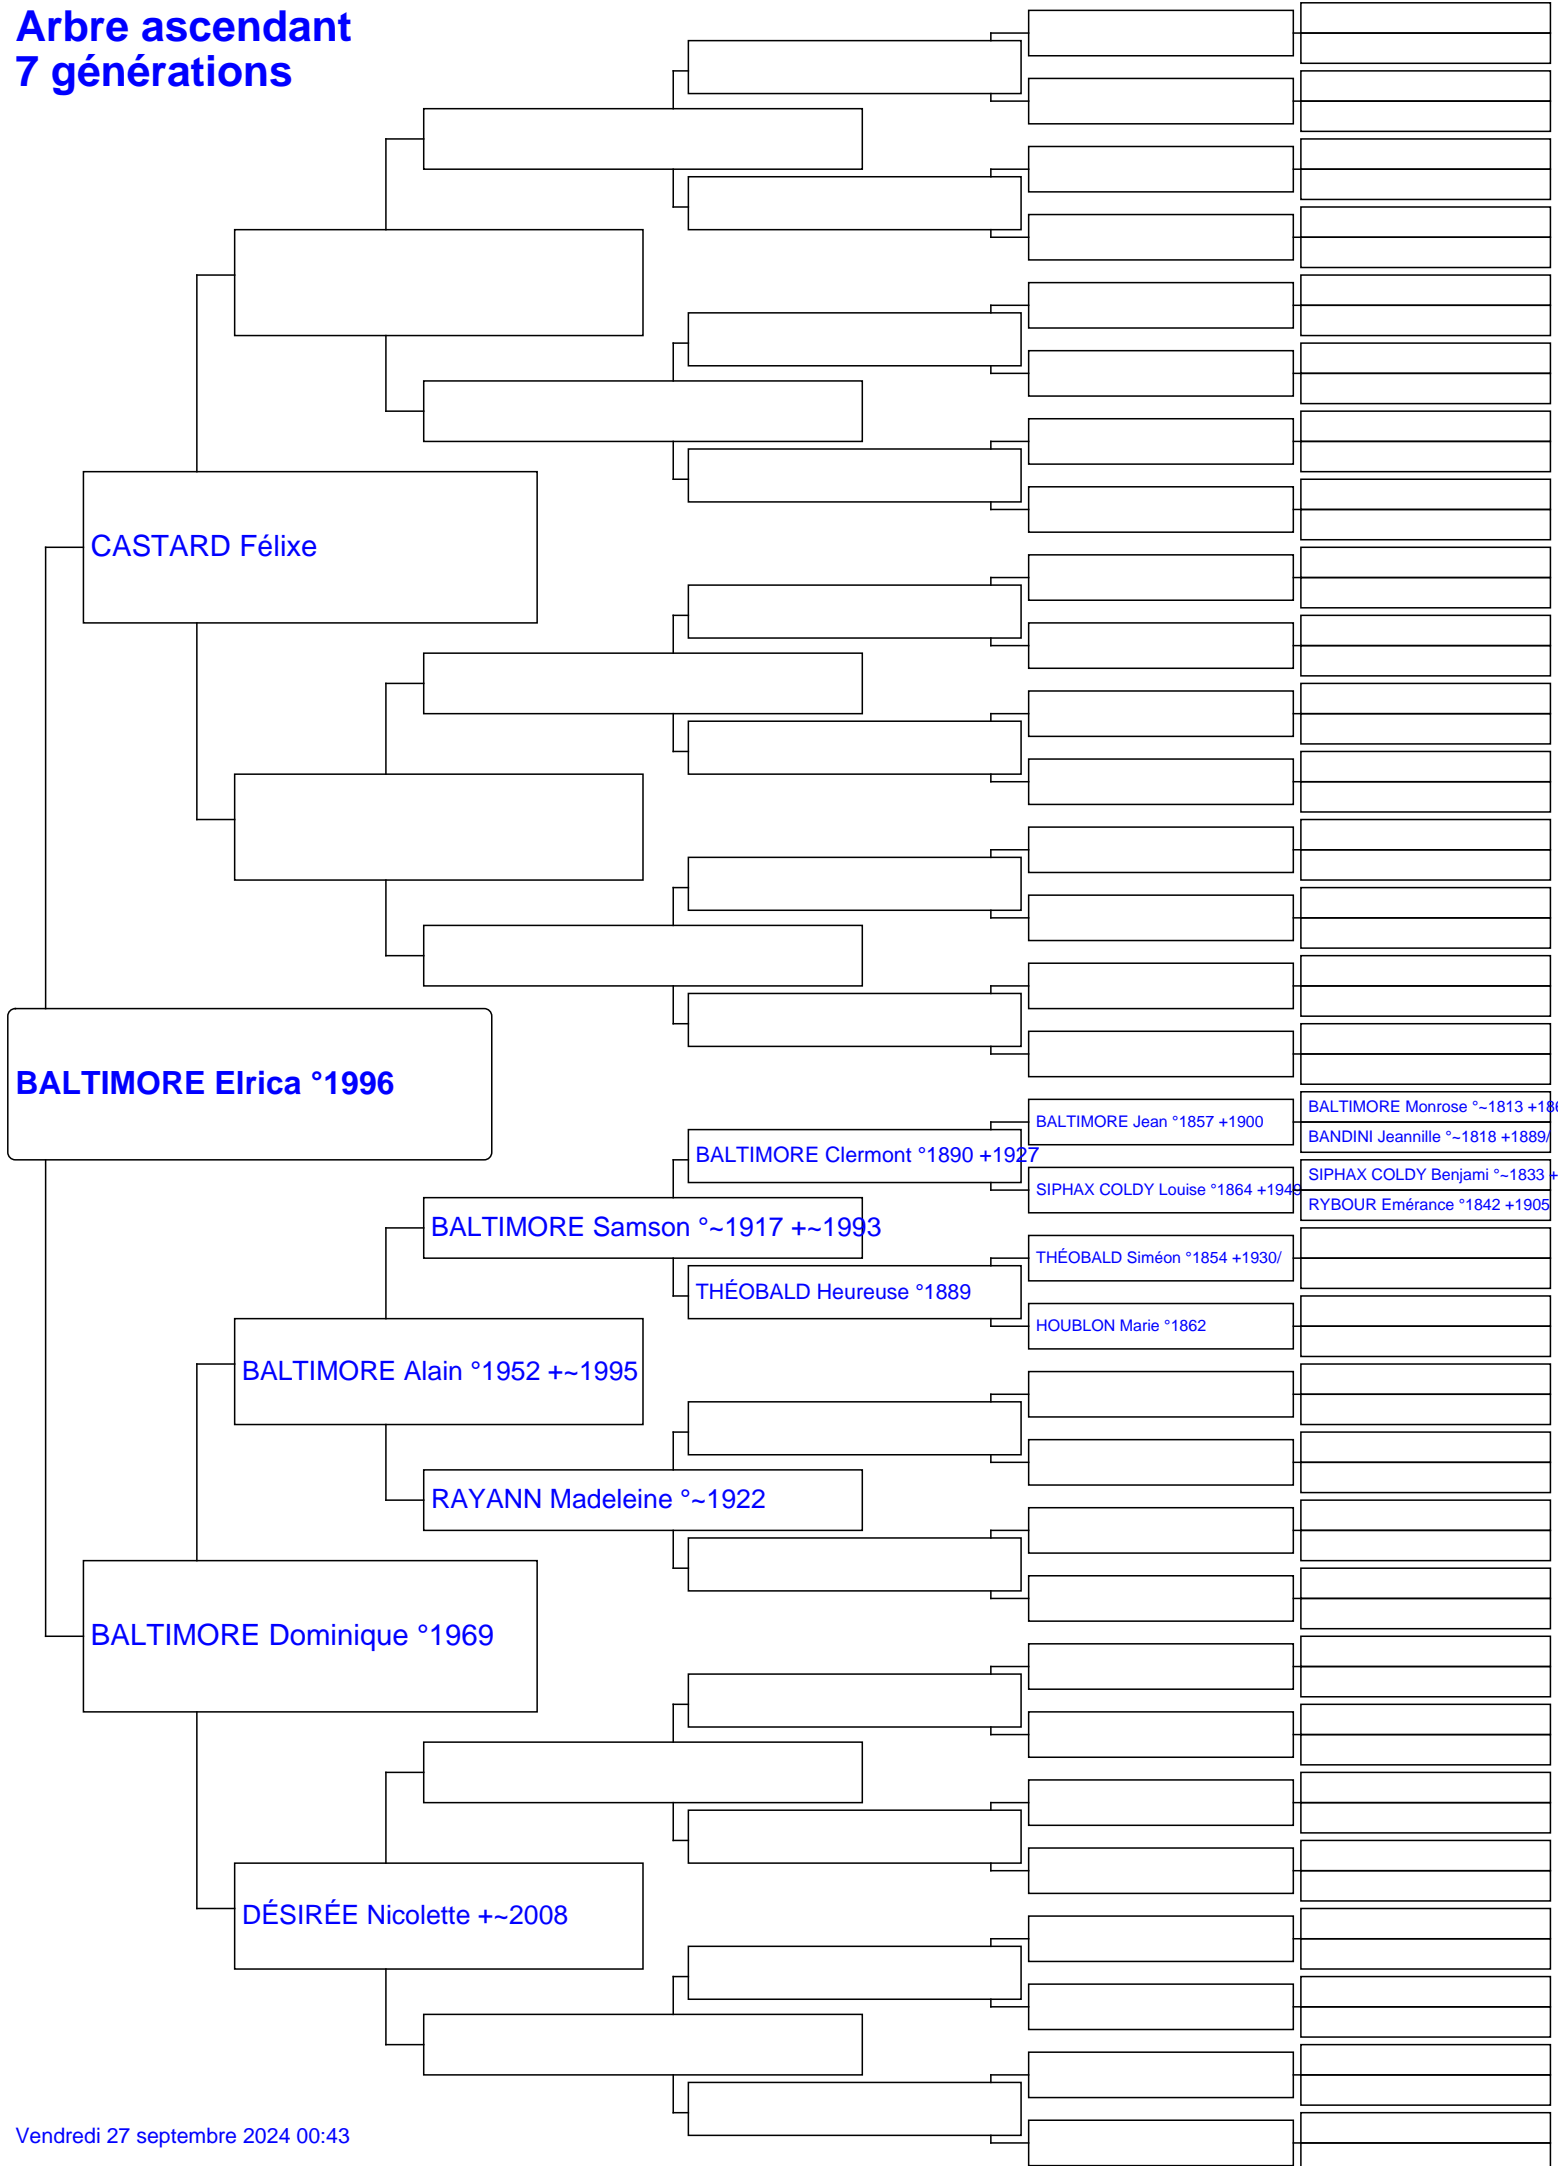 Arbre ascendant
7 générations
CASTARD Félixe
BALTIMORE Elrica °1996
BALTIMORE Monrose °~1813 +186
BALTIMORE Jean °1857 +1900
BANDINI Jeannille °~1818 +1889/
BALTIMORE Clermont °1890 +1927
SIPHAX COLDY Benjami °~1833 +
SIPHAX COLDY Louise °1864 +1949
RYBOUR Emérance °1842 +1905
BALTIMORE Samson °~1917 +~1993
THÉOBALD Siméon °1854 +1930/
THÉOBALD Heureuse °1889
HOUBLON Marie °1862
BALTIMORE Alain °1952 +~1995
RAYANN Madeleine °~1922
BALTIMORE Dominique °1969
DÉSIRÉE Nicolette +~2008
Vendredi 27 septembre 2024 00:43